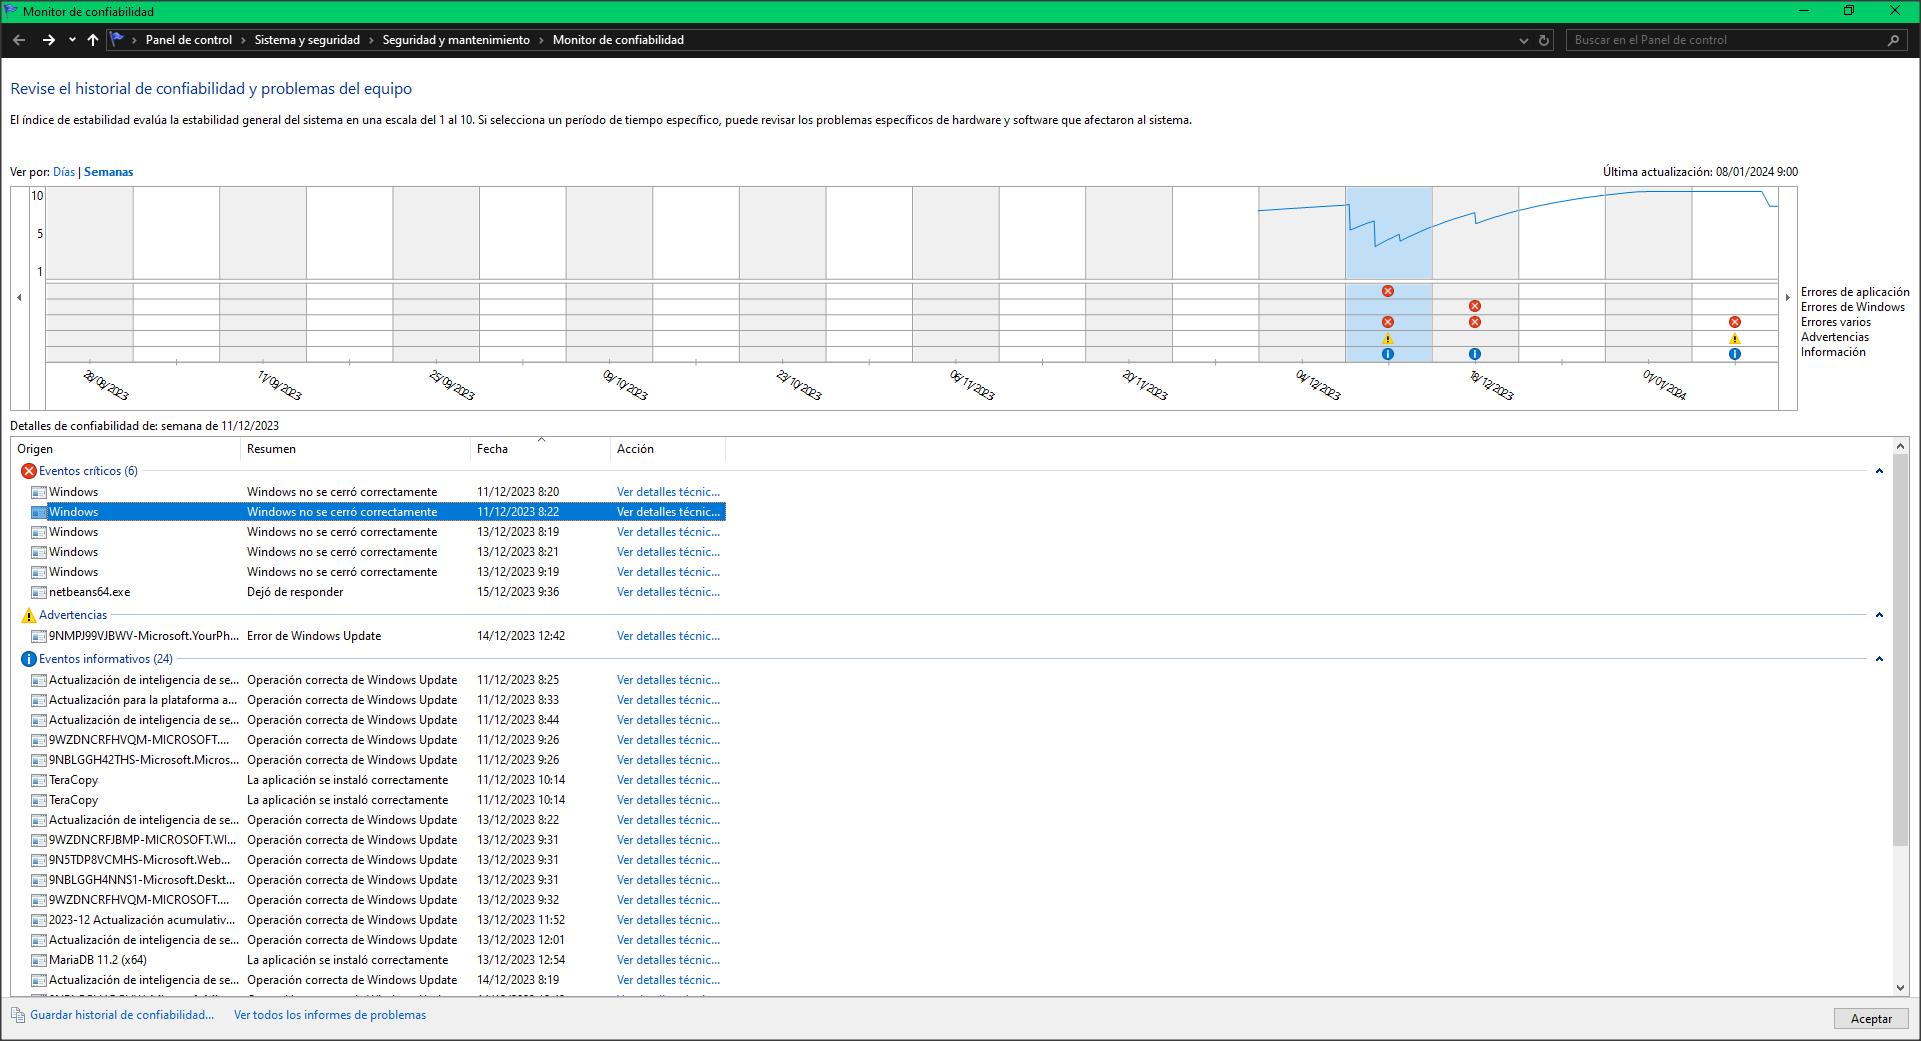 Monitor de confiabilidad
Panel de control > Sistema y seguridad > Seguridad y mantenimiento > Monitor de confiabilidad
Buscar en el Panel de control
Revise el historial de confiabilidad y problemas del equipo
El índice de estabilidad evalúa la estabilidad general del sistema en una escala del 1 al 10. Si selecciona un período de tiempo específico, puede revisar los problemas específicos de hardware y software que afectaron al sistema.
Ver por: Días | Semanas
Última actualización: 08/01/2024 9:00
10
5
1
Errores de aplicación
Errores de Windows
Errores varios
Advertencias
Información
28/08/2023 11/09/2023 25/09/2023 09/10/2023 23/10/2023 06/11/2023 20/11/2023 04/12/2023 18/12/2023 01/01/2024
Detalles de confiabilidad de: semana de 11/12/2023
Origen Resumen Fecha Acción
Eventos críticos (6)
Windows Windows no se cerró correctamente 11/12/2023 8:20 Ver detalles técnic...
Windows Windows no se cerró correctamente 11/12/2023 8:22 Ver detalles técnic...
Windows Windows no se cerró correctamente 13/12/2023 8:19 Ver detalles técnic...
Windows Windows no se cerró correctamente 13/12/2023 8:21 Ver detalles técnic...
Windows Windows no se cerró correctamente 13/12/2023 9:19 Ver detalles técnic...
netbeans64.exe Dejó de responder 15/12/2023 9:36 Ver detalles técnic...
Advertencias
9NMPJ99VJBWV-Microsoft.YourPh... Error de Windows Update 14/12/2023 12:42 Ver detalles técnic...
Eventos informativos (24)
Actualización de inteligencia de se... Operación correcta de Windows Update 11/12/2023 8:25 Ver detalles técnic...
Actualización para la plataforma a... Operación correcta de Windows Update 11/12/2023 8:33 Ver detalles técnic...
Actualización de inteligencia de se... Operación correcta de Windows Update 11/12/2023 8:44 Ver detalles técnic...
9WZDNCRFHVQM-MICROSOFT.... Operación correcta de Windows Update 11/12/2023 9:26 Ver detalles técnic...
9NBLGGH42THS-Microsoft.Micros... Operación correcta de Windows Update 11/12/2023 9:26 Ver detalles técnic...
TeraCopy La aplicación se instaló correctamente 11/12/2023 10:14 Ver detalles técnic...
TeraCopy La aplicación se instaló correctamente 11/12/2023 10:14 Ver detalles técnic...
Actualización de inteligencia de se... Operación correcta de Windows Update 13/12/2023 8:22 Ver detalles técnic...
9WZDNCRFJBMP-MICROSOFT.WI... Operación correcta de Windows Update 13/12/2023 9:31 Ver detalles técnic...
9N5TDP8VCMHS-Microsoft.Web... Operación correcta de Windows Update 13/12/2023 9:31 Ver detalles técnic...
9NBLGGH4NNS1-Microsoft.Deskt... Operación correcta de Windows Update 13/12/2023 9:31 Ver detalles técnic...
9WZDNCRFHVQM-MICROSOFT.... Operación correcta de Windows Update 13/12/2023 9:32 Ver detalles técnic...
2023-12 Actualización acumulativ... Operación correcta de Windows Update 13/12/2023 11:52 Ver detalles técnic...
Actualización de inteligencia de se... Operación correcta de Windows Update 13/12/2023 12:01 Ver detalles técnic...
MariaDB 11.2 (x64) La aplicación se instaló correctamente 13/12/2023 12:54 Ver detalles técnic...
Actualización de inteligencia de se... Operación correcta de Windows Update 14/12/2023 8:19 Ver detalles técnic...
Guardar historial de confiabilidad... Ver todos los informes de problemas
Aceptar